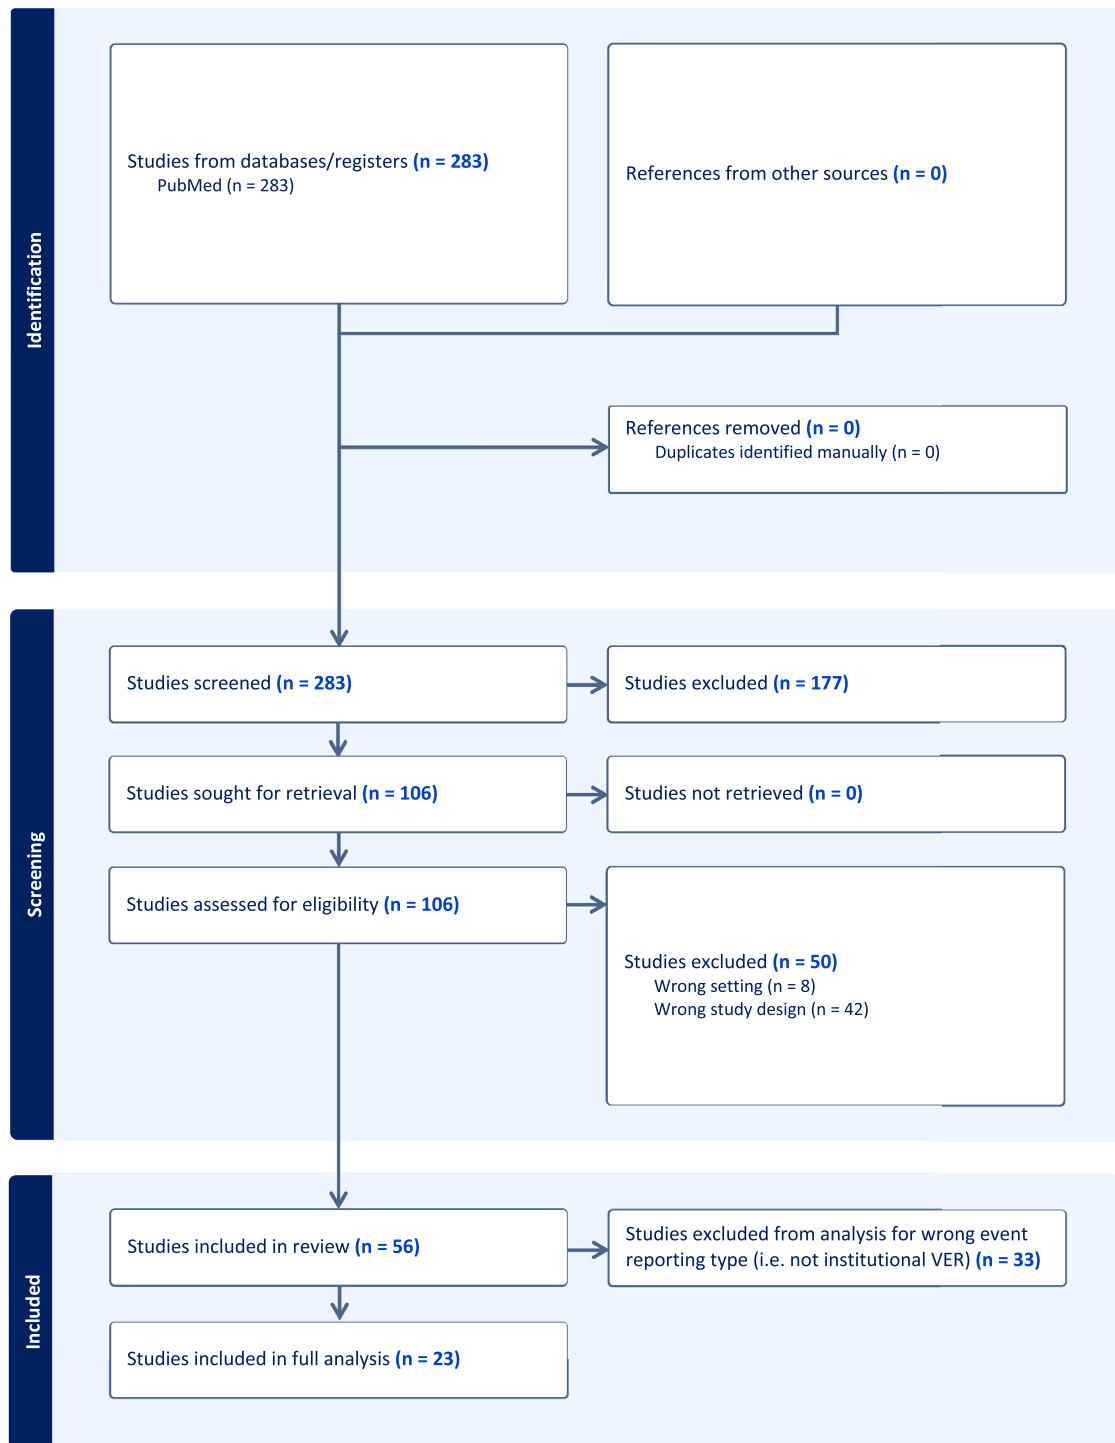 Identification
Studies from databases/registers (n = 283)
PubMed (n = 283)
References from other sources (n = 0)
References removed (n = 0)
Duplicates identified manually (n = 0)
Screening
Studies screened (n = 283)
Studies excluded (n = 177)
Studies sought for retrieval (n = 106)
Studies not retrieved (n = 0)
Studies assessed for eligibility (n = 106)
Studies excluded (n = 50)
Wrong setting (n = 8)
Wrong study design (n = 42)
Included
Studies included in review (n = 56)
Studies excluded from analysis for wrong event
reporting type (i.e. not institutional VER) (n = 33)
Studies included in full analysis (n = 23)